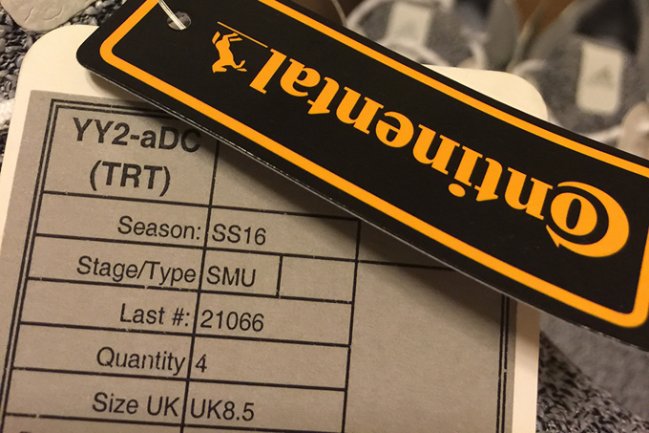 Continental
YY2-aDC
(TRT)
Season: SS16
Stage/Type SMU
Last #: 21066
Quantity 4
Size UK UK8.5